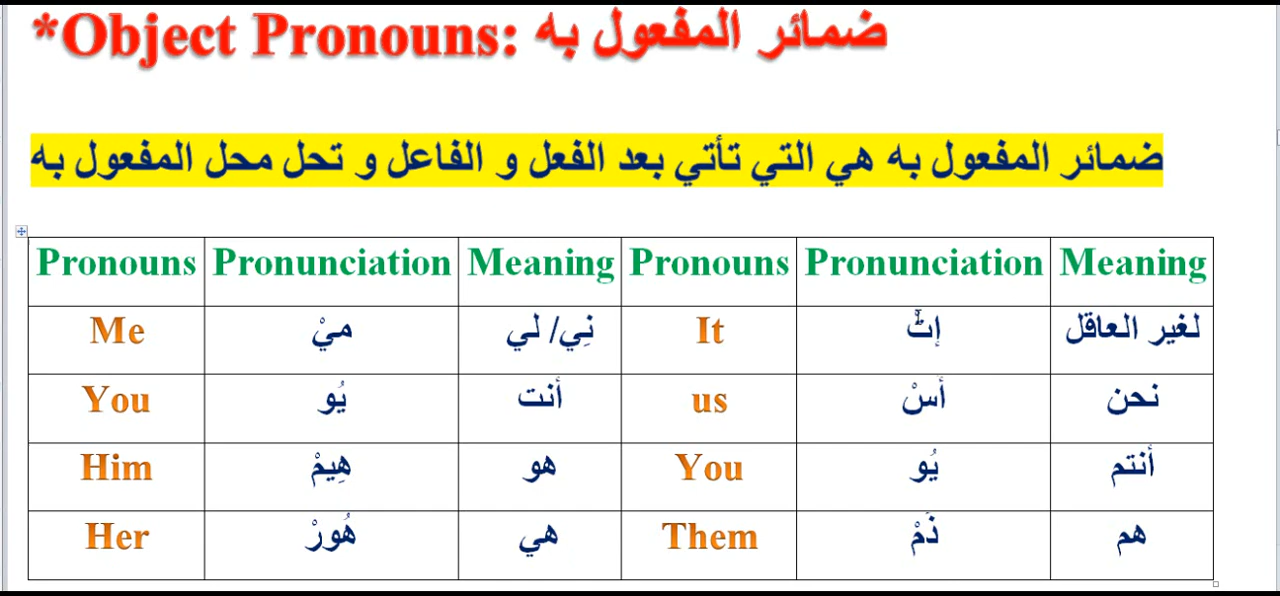 *Object Pronouns: ضمائر المفعول به
ضمائر المفعول به هي التي تأتي بعد الفعل و الفاعل و تحل محل المفعول به
Pronouns Pronunciation Meaning Pronouns Pronunciation Meaning
Me ميْ نِي/ لي It إتْ لغير العاقل
You يُو أنت us أسْ نحن
Him هِيمْ هو You يُو أنتم
Her هُورْ هي Them ذَمْ هم